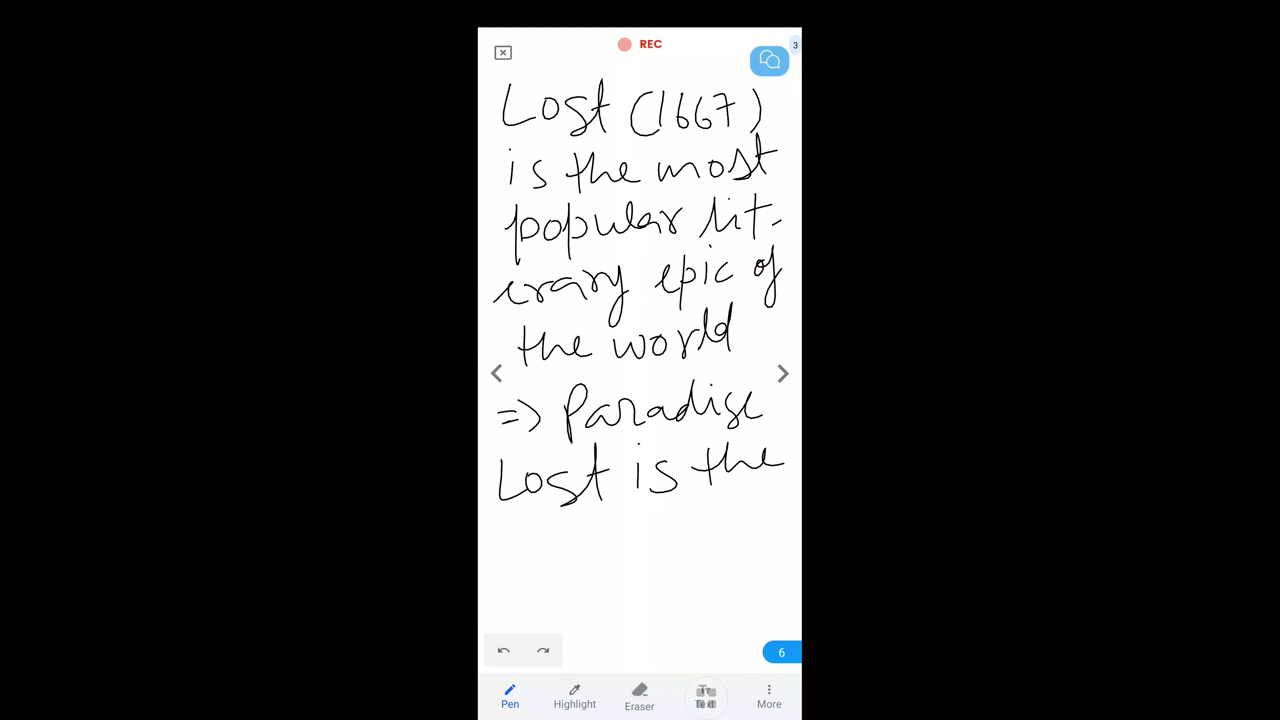 REC
3
Lost (1667)
is the most
popular lit-
erary epic of
the world
=> Paradise
Lost is the
6
Pen
Highlight
Eraser
Text
More